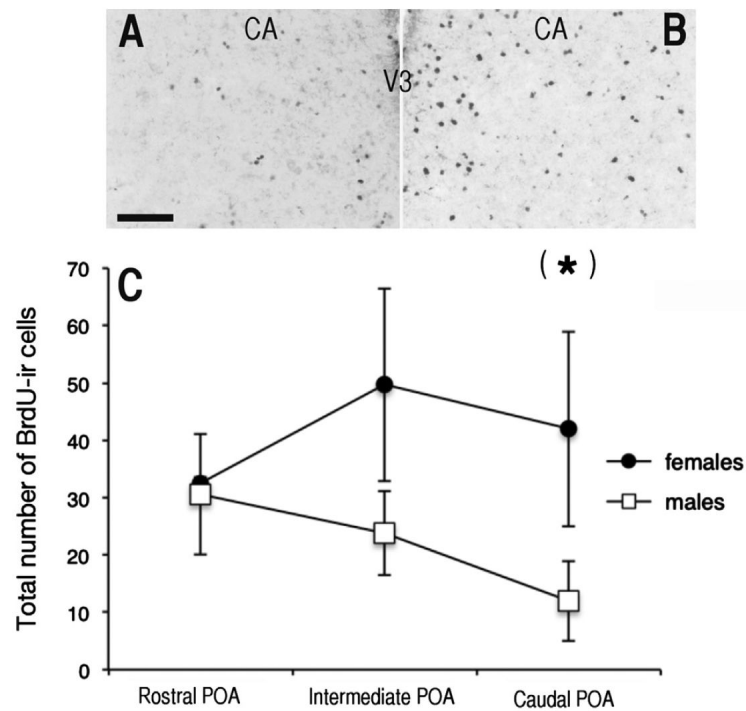 A CA CA B
V3
( * )
C
Total number of BrdU-ir cells
70
60
50
40
30
20
10
0
females
males
Rostral POA Intermediate POA Caudal POA